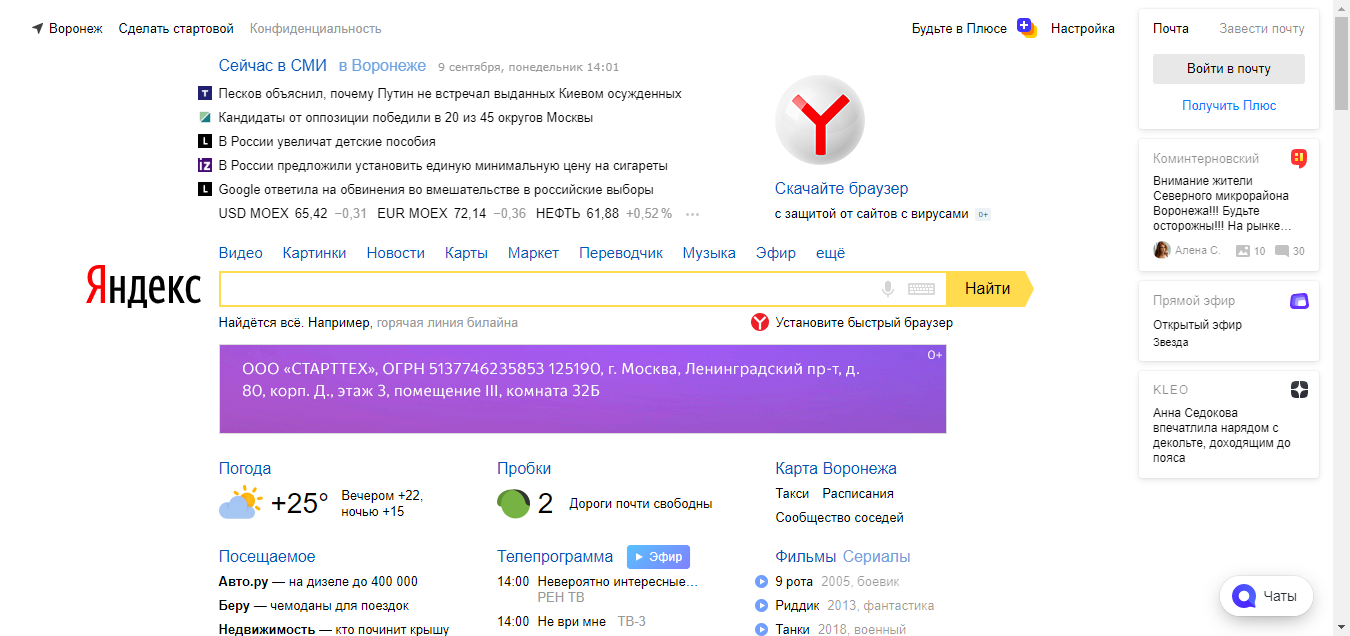 Воронеж Сделать стартовой Конфиденциальность
Будьте в Плюсе Настройка
Сейчас в СМИ в Воронеже 9 сентября, понедельник 14:01
Песков объяснил, почему Путин не встречал выданных Киевом осужденных
Кандидаты от оппозиции победили в 20 из 45 округов Москвы
В России увеличат детские пособия
В России предложили установить единую минимальную цену на сигареты
Google ответила на обвинения во вмешательстве в российские выборы
USD MOEX 65,42 −0,31 EUR MOEX 72,14 −0,36 НЕФТЬ 61,88 +0,52 % ···
Скачайте браузер
с защитой от сайтов с вирусами 0+
Видео Картинки Новости Карты Маркет Переводчик Музыка Эфир ещё
Яндекс
Найти
Найдётся всё. Например, горячая линия билайна
Установите быстрый браузер
ООО «СТАРТТЕХ», ОГРН 5137746235853 125190, г. Москва, Ленинградский пр-т, д.
80, корп. Д., этаж 3, помещение III, комната 32Б
0+
Погода
+25° Вечером +22,
ночью +15
Пробки
2 Дороги почти свободны
Карта Воронежа
Такси Расписания
Сообщество соседей
Посещаемое
Авто.ру — на дизеле до 400 000
Беру — чемоданы для поездок
Недвижимость — кто починит крышу
Телепрограмма Эфир
14:00 Невероятно интересные...
РЕН ТВ
14:00 Не ври мне ТВ-3
Фильмы Сериалы
9 рота 2005, боевик
Риддик 2013, фантастика
Танки 2018, военный
Почта Завести почту
Войти в почту
Получить Плюс
Коминтерновский
Внимание жители
Северного микрорайона
Воронежа!!! Будьте
осторожны!!! На рынке...
Алена С. 10 30
Прямой эфир
Открытый эфир
Звезда
KLEO
Анна Седокова
впечатлила нарядом с
декольте, доходящим до
пояса
Чаты